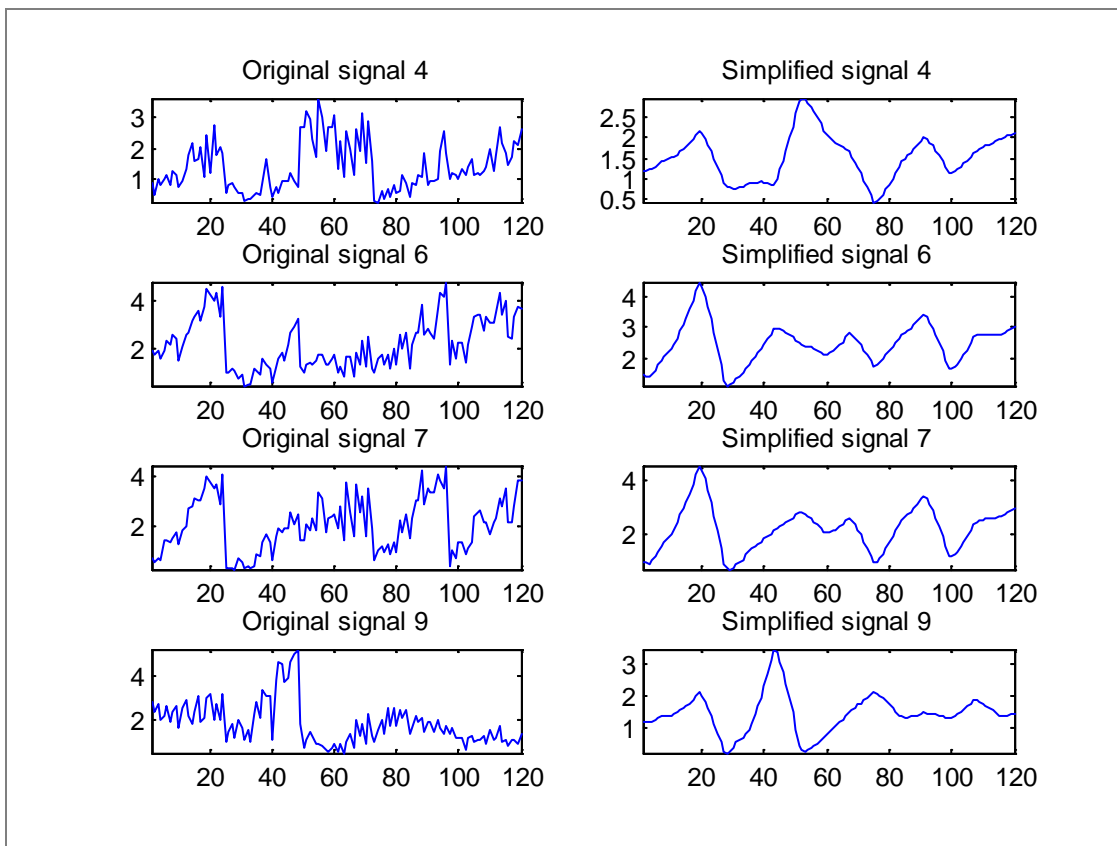 Original signal 4
Simplified signal 4
3
2
1
20 40 60 80 100 120
2.5
2
1.5
1
0.5
20 40 60 80 100 120
Original signal 6
Simplified signal 6
4
2
20 40 60 80 100 120
4
3
2
20 40 60 80 100 120
Original signal 7
Simplified signal 7
4
2
20 40 60 80 100 120
4
2
20 40 60 80 100 120
Original signal 9
Simplified signal 9
4
2
20 40 60 80 100 120
3
2
1
20 40 60 80 100 120